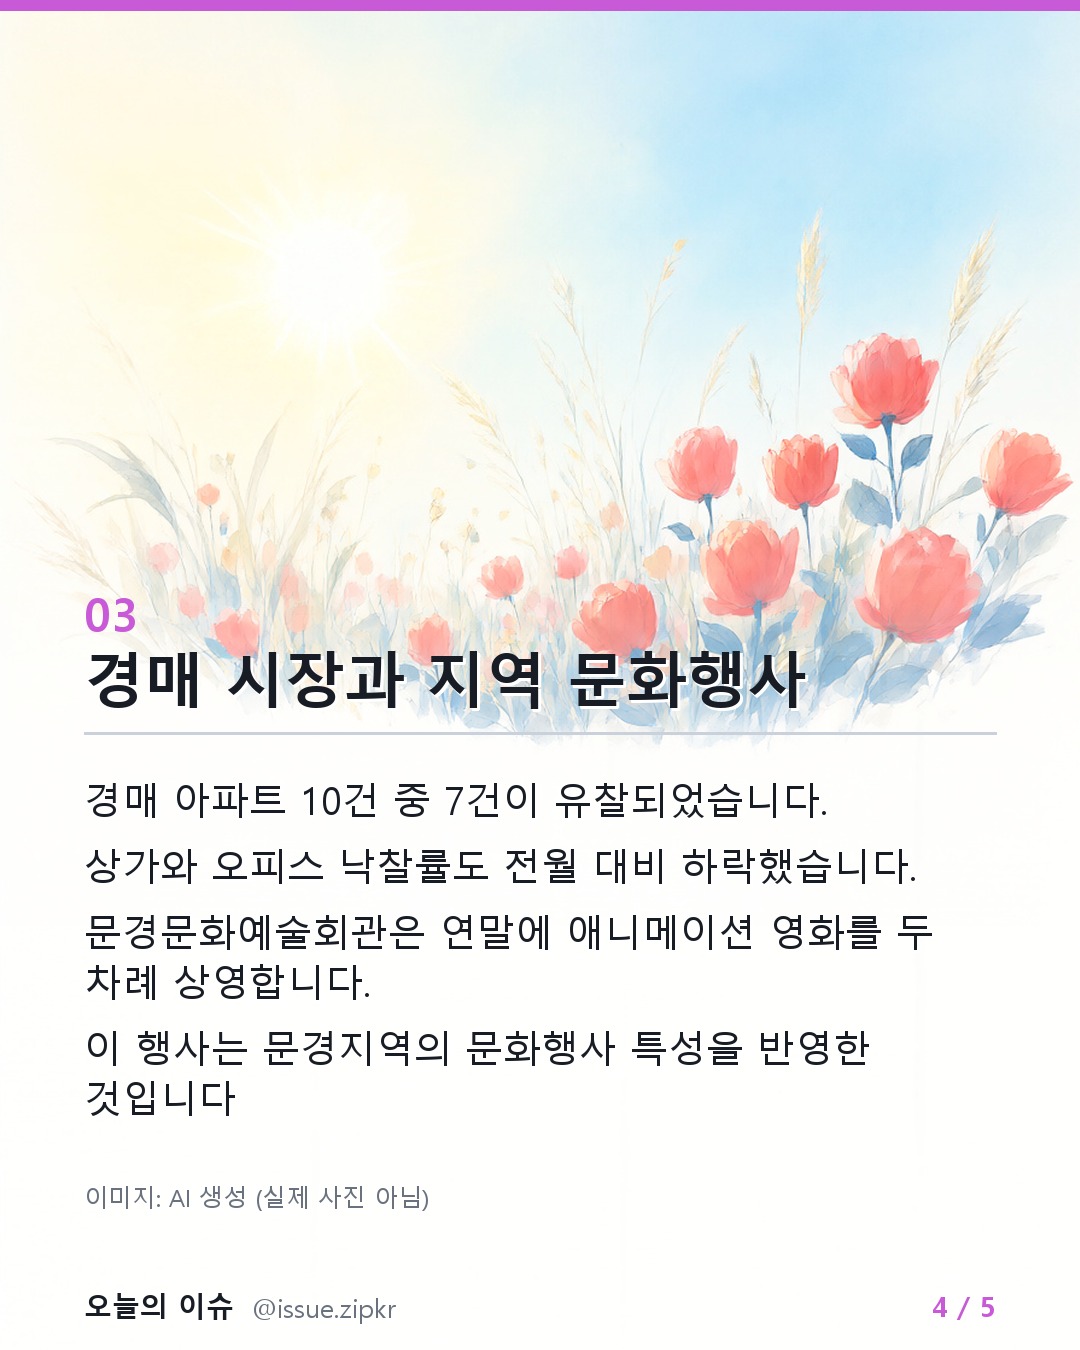 03
경매 시장과 지역 문화행사
경매 아파트 10건 중 7건이 유찰되었습니다.
상가와 오피스 낙찰률도 전월 대비 하락했습니다.
문경문화예술회관은 연말에 애니메이션 영화를 두
차례 상영합니다.
이 행사는 문경지역의 문화행사 특성을 반영한
것입니다
이미지: AI 생성 (실제 사진 아님)
오늘의 이슈 @issue.zipkr
4 / 5